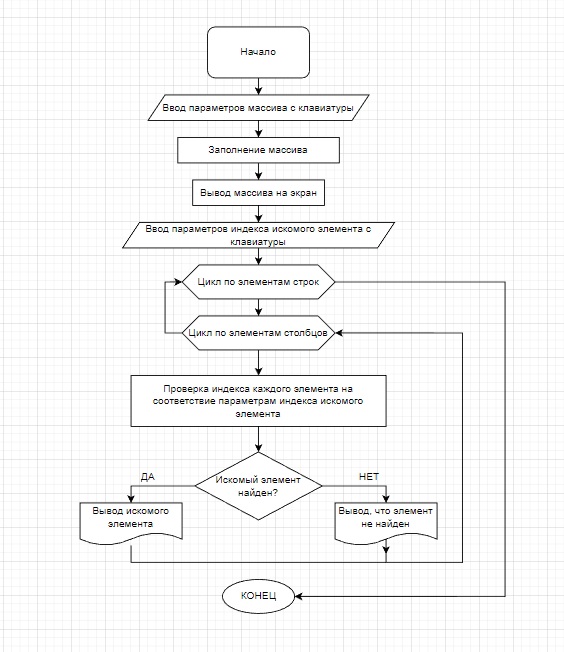 Начало
Ввод параметров массива с клавиатуры
Заполнение массива
Вывод массива на экран
Ввод параметров индекса искомого элемента с
клавиатуры
Цикл по элементам строк
Цикл по элементам столбцов
Проверка индекса каждого элемента на
соответствие параметрам индекса искомого
элемента
Искомый элемент
найден?
ДА
НЕТ
Вывод искомого
элемента
Вывод, что элемент
не найден
КОНЕЦ